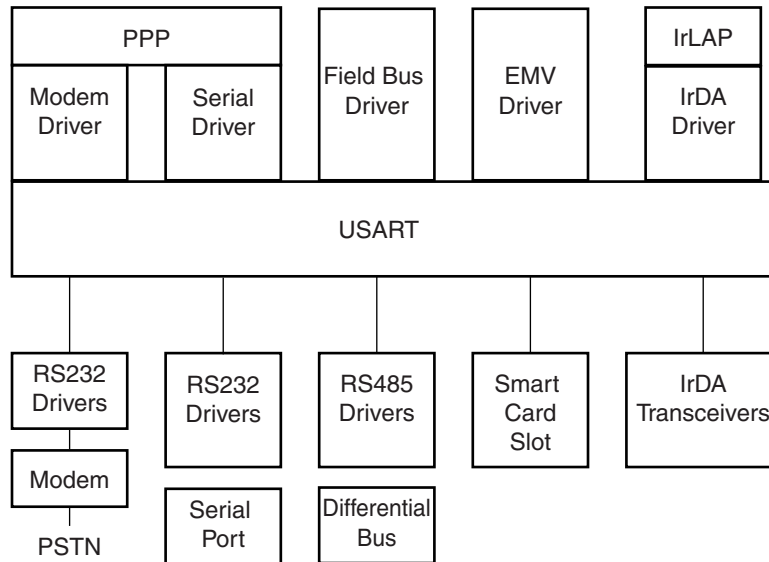 PPP
IrLAP
Modem
Driver
Serial
Driver
Field Bus
Driver
EMV
Driver
IrDA
Driver
USART
RS232
Drivers
RS232
Drivers
RS485
Drivers
Smart
Card
Slot
IrDA
Transceivers
Modem
PSTN
Serial
Port
Differential
Bus